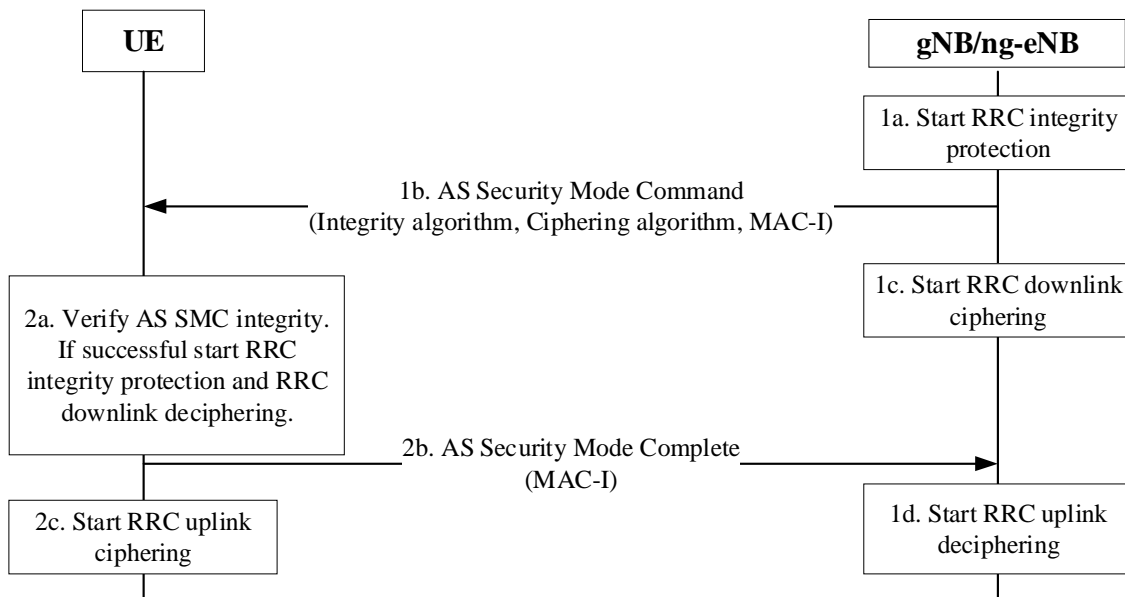 UE
gNB/ng-eNB
1a. Start RRC integrity
protection
1b. AS Security Mode Command
(Integrity algorithm, Ciphering algorithm, MAC-I)
1c. Start RRC downlink
ciphering
2a. Verify AS SMC integrity.
If successful start RRC
integrity protection and RRC
downlink deciphering.
2b. AS Security Mode Complete
(MAC-I)
2c. Start RRC uplink
ciphering
1d. Start RRC uplink
deciphering